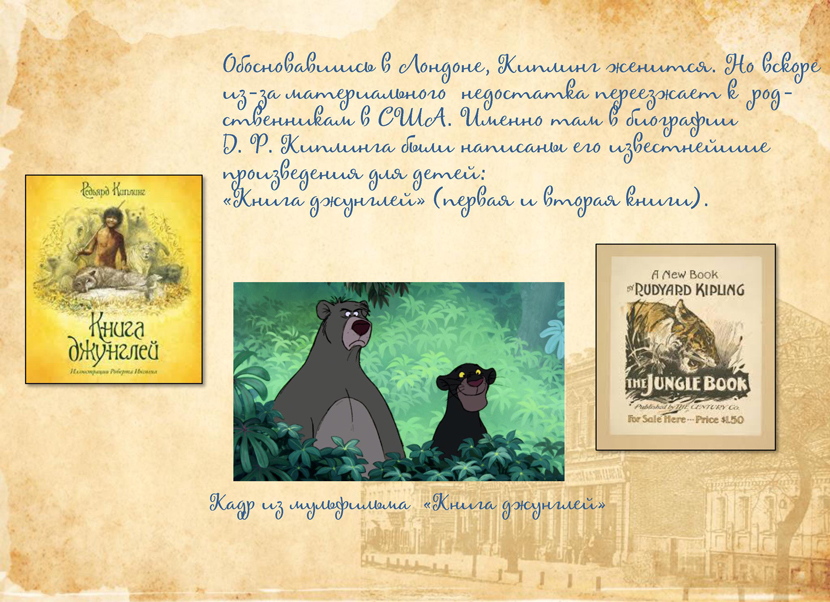 Обосновавшись в Лондоне, Киплинг женится. Но вскоре
из-за материального недостатка переезжает к род-
ственникам в США. Именно там в биографии
Д. Р. Киплинга были написаны его известнейшие
произведения для детей:
«Книга джунглей» (первая и вторая книги).
Редьярд Киплинг
Книга
джунглей
Иллюстрации Роберта Ингпена
A New Book
by RUDYARD KIPLING
THE JUNGLE BOOK
Published by THE CENTURY Co.
For Sale Here — Price $1.50
Кадр из мультфильма «Книга джунглей»